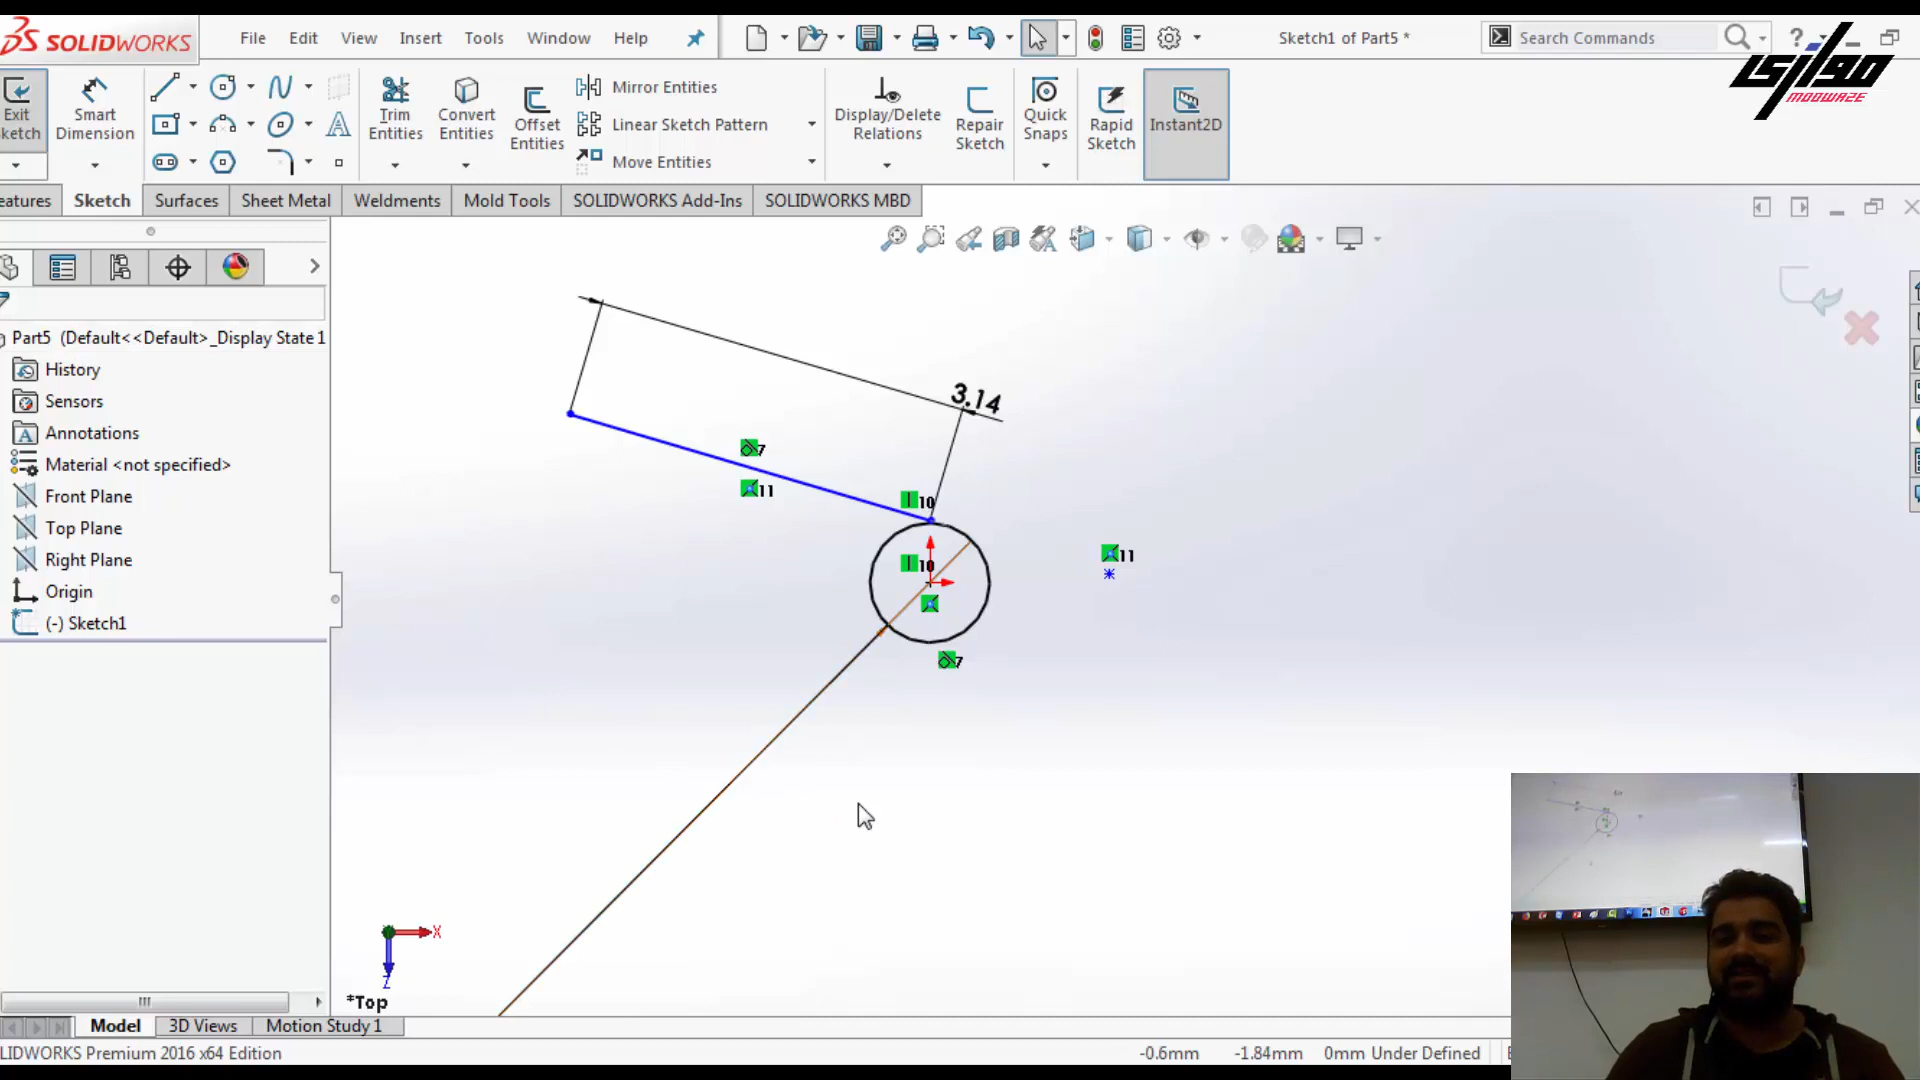 SOLIDWORKS
File Edit View Insert Tools Window Help
Sketch1 of Part5 *
Search Commands
?
موازي
MOOWAZE
Exit
Sketch
Smart
Dimension
Trim
Entities
Convert
Entities
Offset
Entities
Mirror Entities
Linear Sketch Pattern
Move Entities
Display/Delete
Relations
Repair
Sketch
Quick
Snaps
Rapid
Sketch
Instant2D
eatures Sketch Surfaces Sheet Metal Weldments Mold Tools SOLIDWORKS Add-Ins SOLIDWORKS MBD
Part5 (Default<<Default>_Display State 1
History
Sensors
Annotations
Material <not specified>
Front Plane
Top Plane
Right Plane
Origin
(-) Sketch1
3.14
7
11
10
10
11
7
X
Z
*Top
Model 3D Views Motion Study 1
LIDWORKS Premium 2016 x64 Edition
-0.6mm -1.84mm 0mm Under Defined